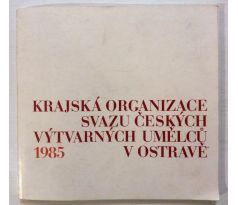 KRAJSKÁ ORGANIZACE
SVAZU ČESKÝCH
VÝTVARNÝCH UMĚLCŮ
1985 V OSTRAVĚ